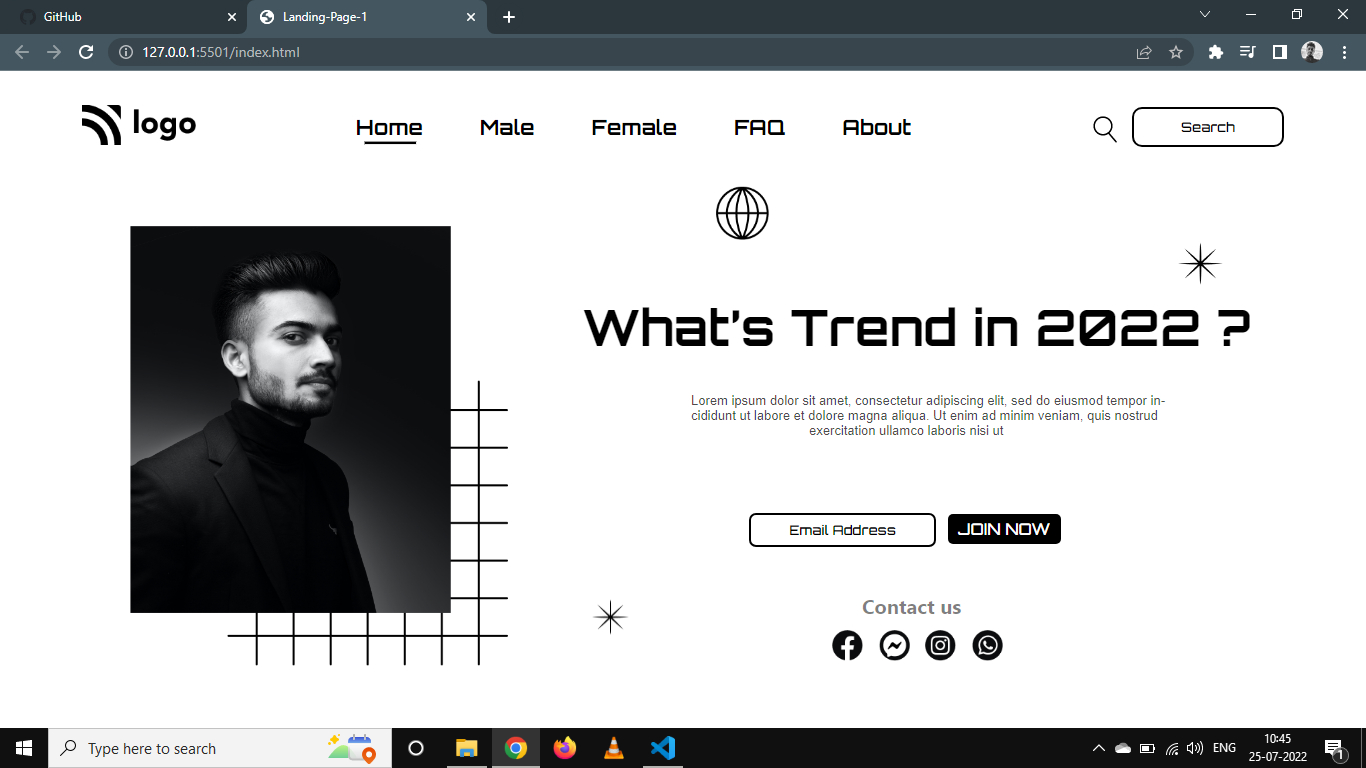 GitHub
Landing-Page-1
127.0.0.1:5501/index.html
logo
Home Male Female FAQ About
Search
What's Trend in 2022 ?
Lorem ipsum dolor sit amet, consectetur adipiscing elit, sed do eiusmod tempor in-
cididunt ut labore et dolore magna aliqua. Ut enim ad minim veniam, quis nostrud
exercitation ullamco laboris nisi ut
Email Address
JOIN NOW
Contact us
Type here to search
ENG
10:45
25-07-2022
1